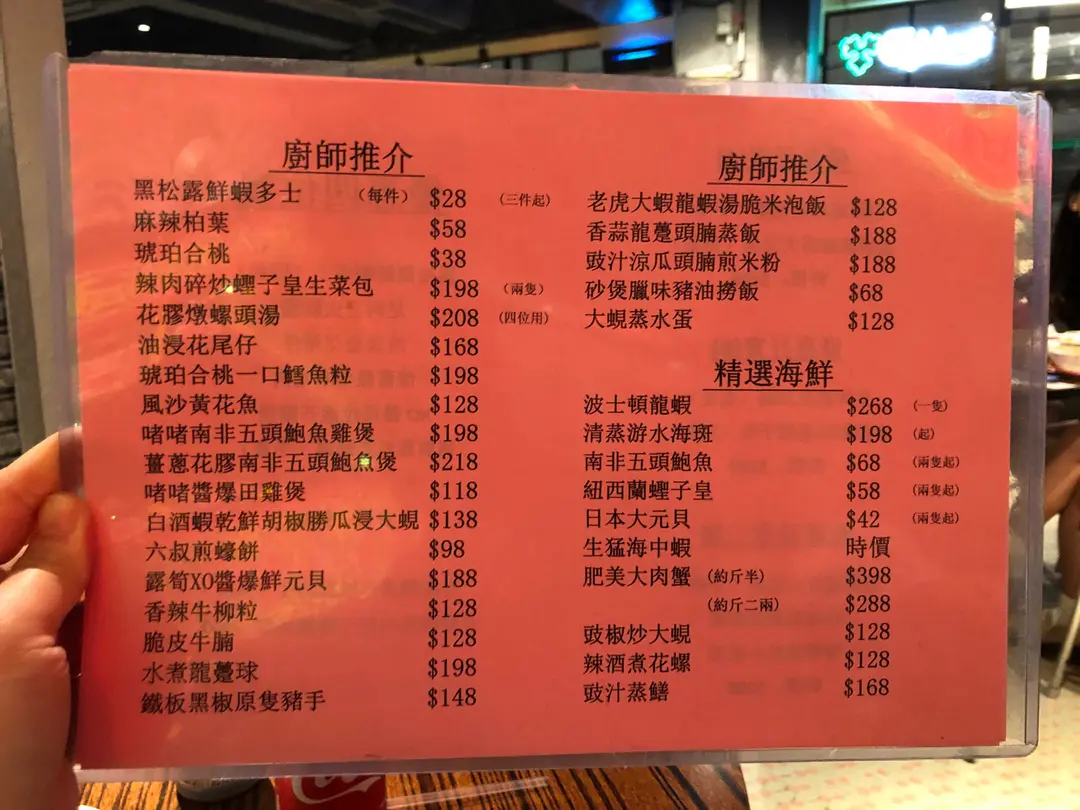 廚師推介
黑松露鮮蝦多士 （每件） $28 （三件起）
麻辣柏葉 $58
琥珀合桃 $38
辣肉碎炒蟶子皇生菜包 $198 （兩隻）
花膠燉螺頭湯 $208 （四位用）
油浸花尾仔 $168
琥珀合桃一口鱈魚粒 $198
風沙黃花魚 $128
啫啫南非五頭鮑魚雞煲 $198
薑蔥花膠南非五頭鮑魚煲 $218
啫啫醬爆田雞煲 $118
白酒蝦乾鮮胡椒勝瓜浸大蜆 $138
六叔煎蠔餅 $98
露筍XO醬爆鮮元貝 $188
香辣牛柳粒 $128
脆皮牛腩 $128
水煮龍躉球 $198
鐵板黑椒原隻豬手 $148
廚師推介
老虎大蝦龍蝦湯脆米泡飯 $128
香蒜龍躉頭腩蒸飯 $188
豉汁涼瓜頭腩煎米粉 $188
砂煲臘味豬油撈飯 $68
大蜆蒸水蛋 $128
精選海鮮
波士頓龍蝦 $268 （一隻）
清蒸游水海斑 $198 （起）
南非五頭鮑魚 $68 （兩隻起）
紐西蘭蟶子皇 $58 （兩隻起）
日本大元貝 $42 （兩隻起）
生猛海中蝦 時價
肥美大肉蟹 （約斤半） $398
（約斤二兩） $288
豉椒炒大蜆 $128
辣酒煮花螺 $128
豉汁蒸鱔 $168